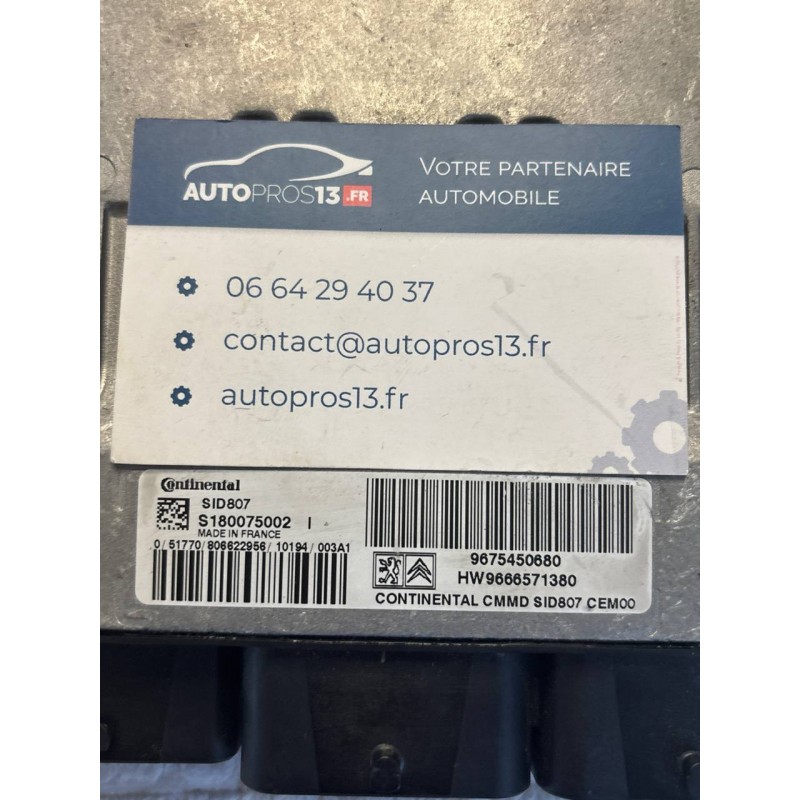 AUTOPROS13.FR
VOTRE PARTENAIRE
AUTOMOBILE
06 64 29 40 37
contact@autopros13.fr
autopros13.fr
Continental
SID807
S180075002 I
MADE IN FRANCE
0/51770/806622956/10194/003A1
9675450680
HW9666571380
CONTINENTAL CMMD SID807 CEM00